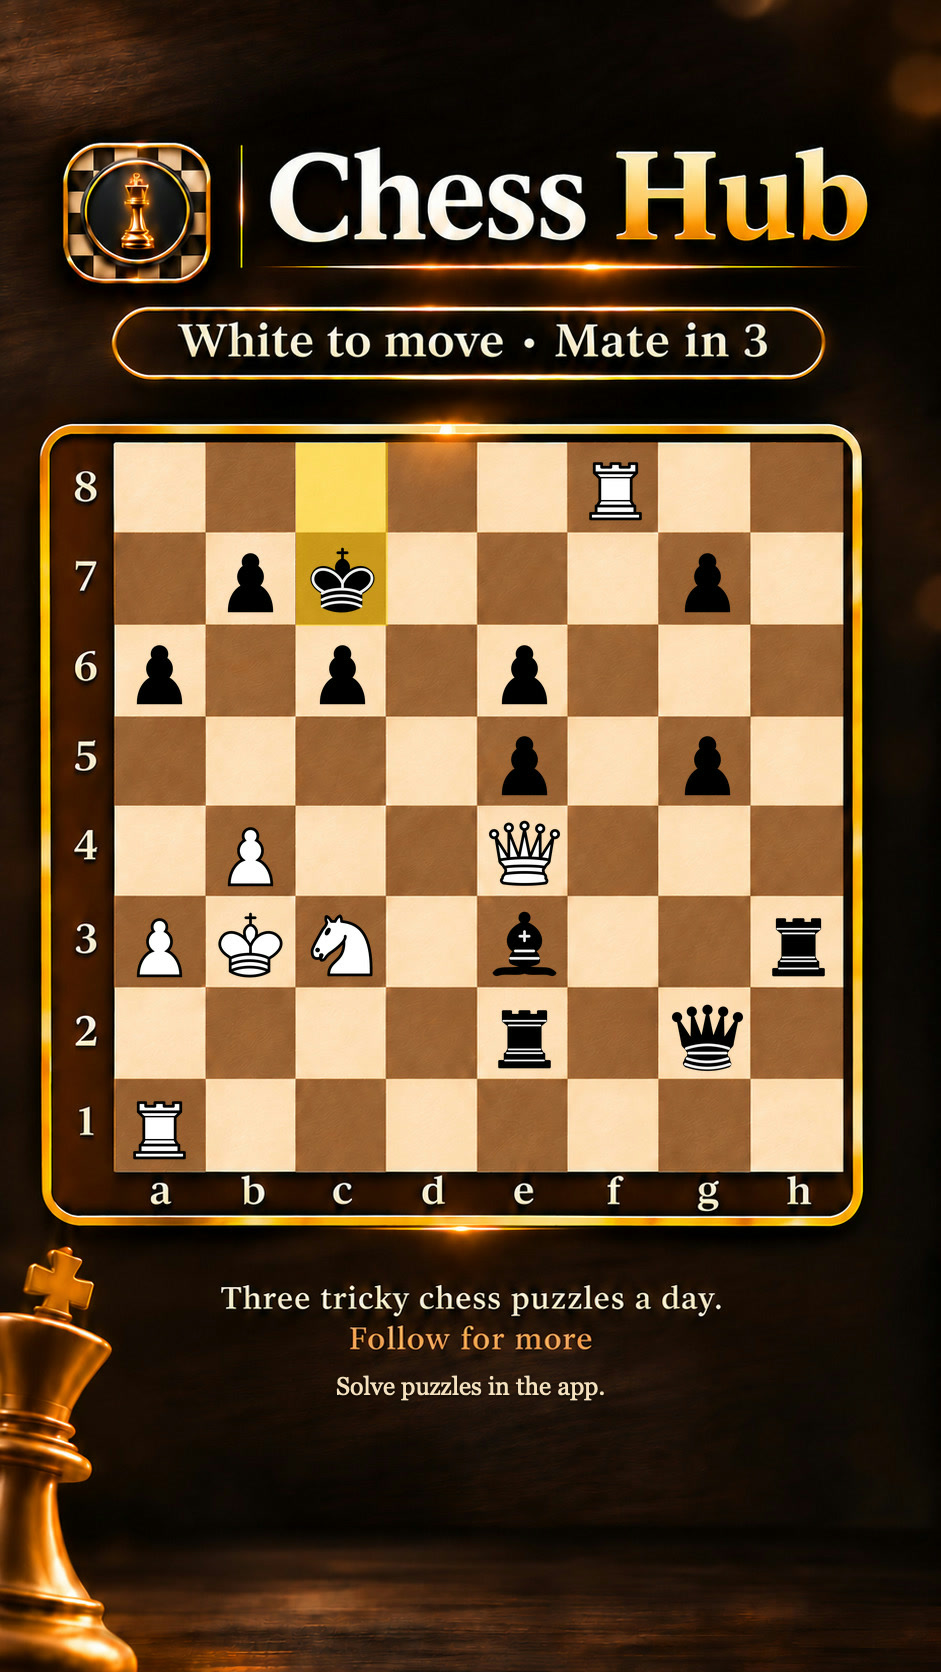 Chess Hub
White to move • Mate in 3
8
7
6
5
4
3
2
1
a b c d e f g h
Three tricky chess puzzles a day.
Follow for more
Solve puzzles in the app.